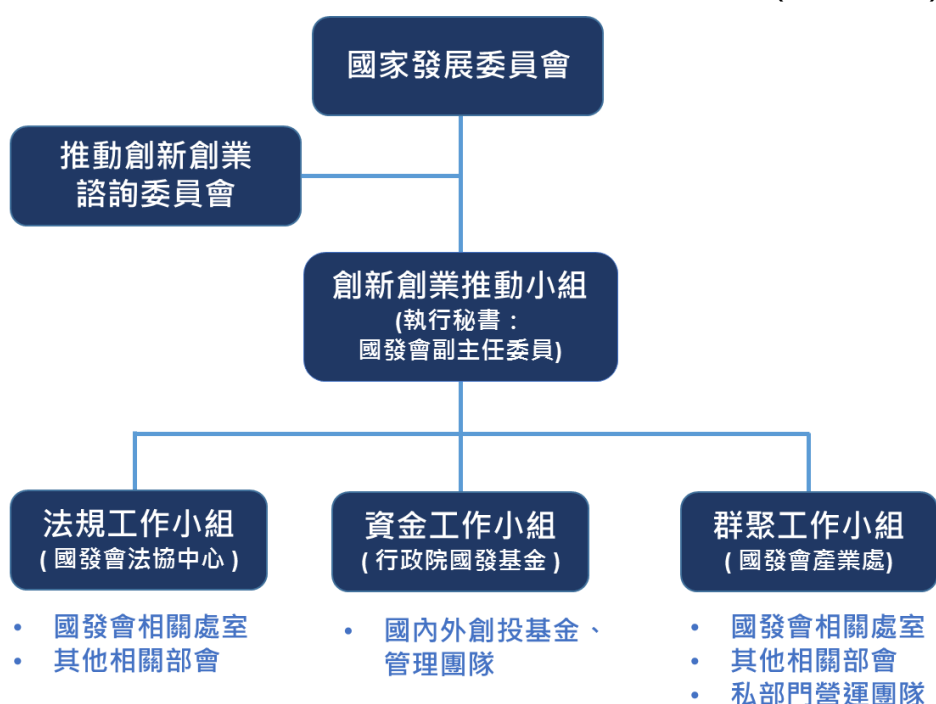 國家發展委員會
推動創新創業
諮詢委員會
創新創業推動小組
(執行秘書：
國發會副主任委員)
法規工作小組
( 國發會法協中心 )
資金工作小組
( 行政院國發基金 )
群聚工作小組
( 國發會產業處)
• 國發會相關處室
• 其他相關部會
• 國內外創投基金、
管理團隊
• 國發會相關處室
• 其他相關部會
• 私部門營運團隊